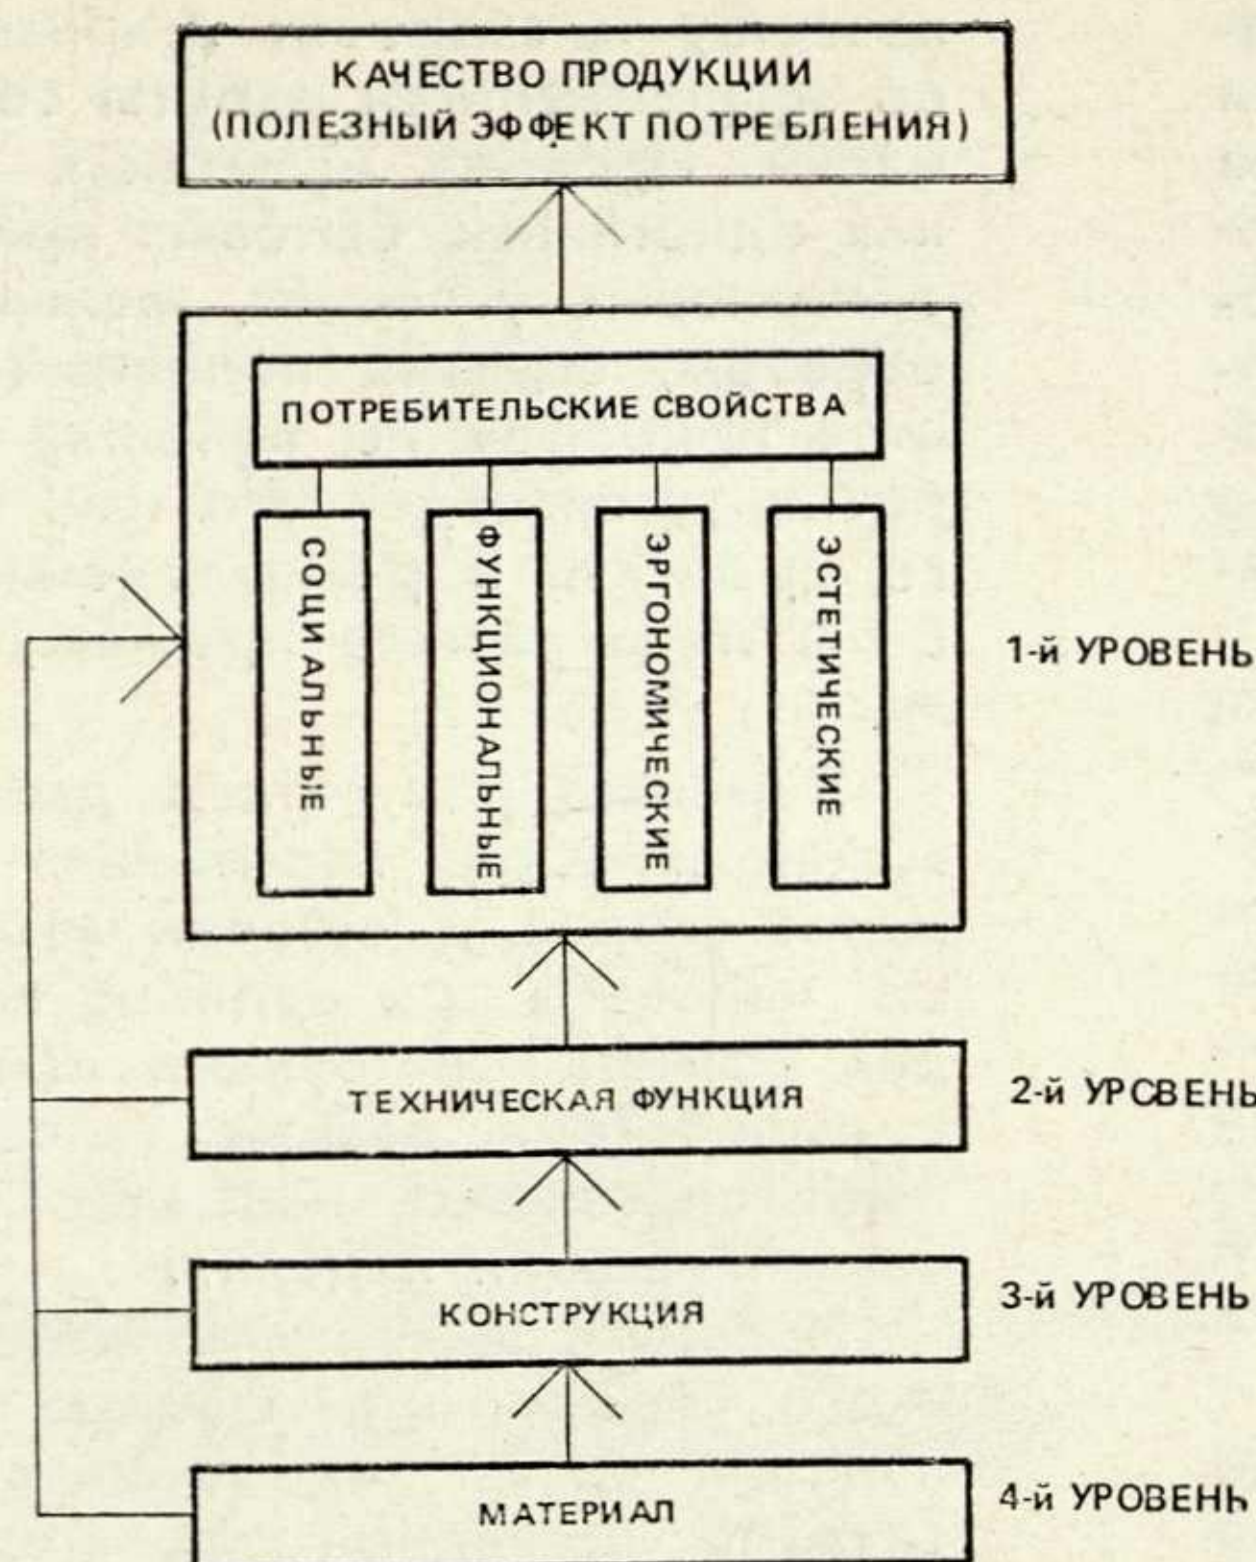 КАЧЕСТВО ПРОДУКЦИИ
(ПОЛЕЗНЫЙ ЭФФЕКТ ПОТРЕБЛЕНИЯ)
ПОТРЕБИТЕЛЬСКИЕ СВОЙСТВА
СОЦИАЛЬНЫЕ
ФУНКЦИОНАЛЬНЫЕ
ЭРГОНОМИЧЕСКИЕ
ЭСТЕТИЧЕСКИЕ
1-й УРОВЕНЬ
ТЕХНИЧЕСКАЯ ФУНКЦИЯ
2-й УРСВЕНЬ
КОНСТРУКЦИЯ
3-й УРОВЕНЬ
МАТЕРИАЛ
4-й УРОВЕНЬ